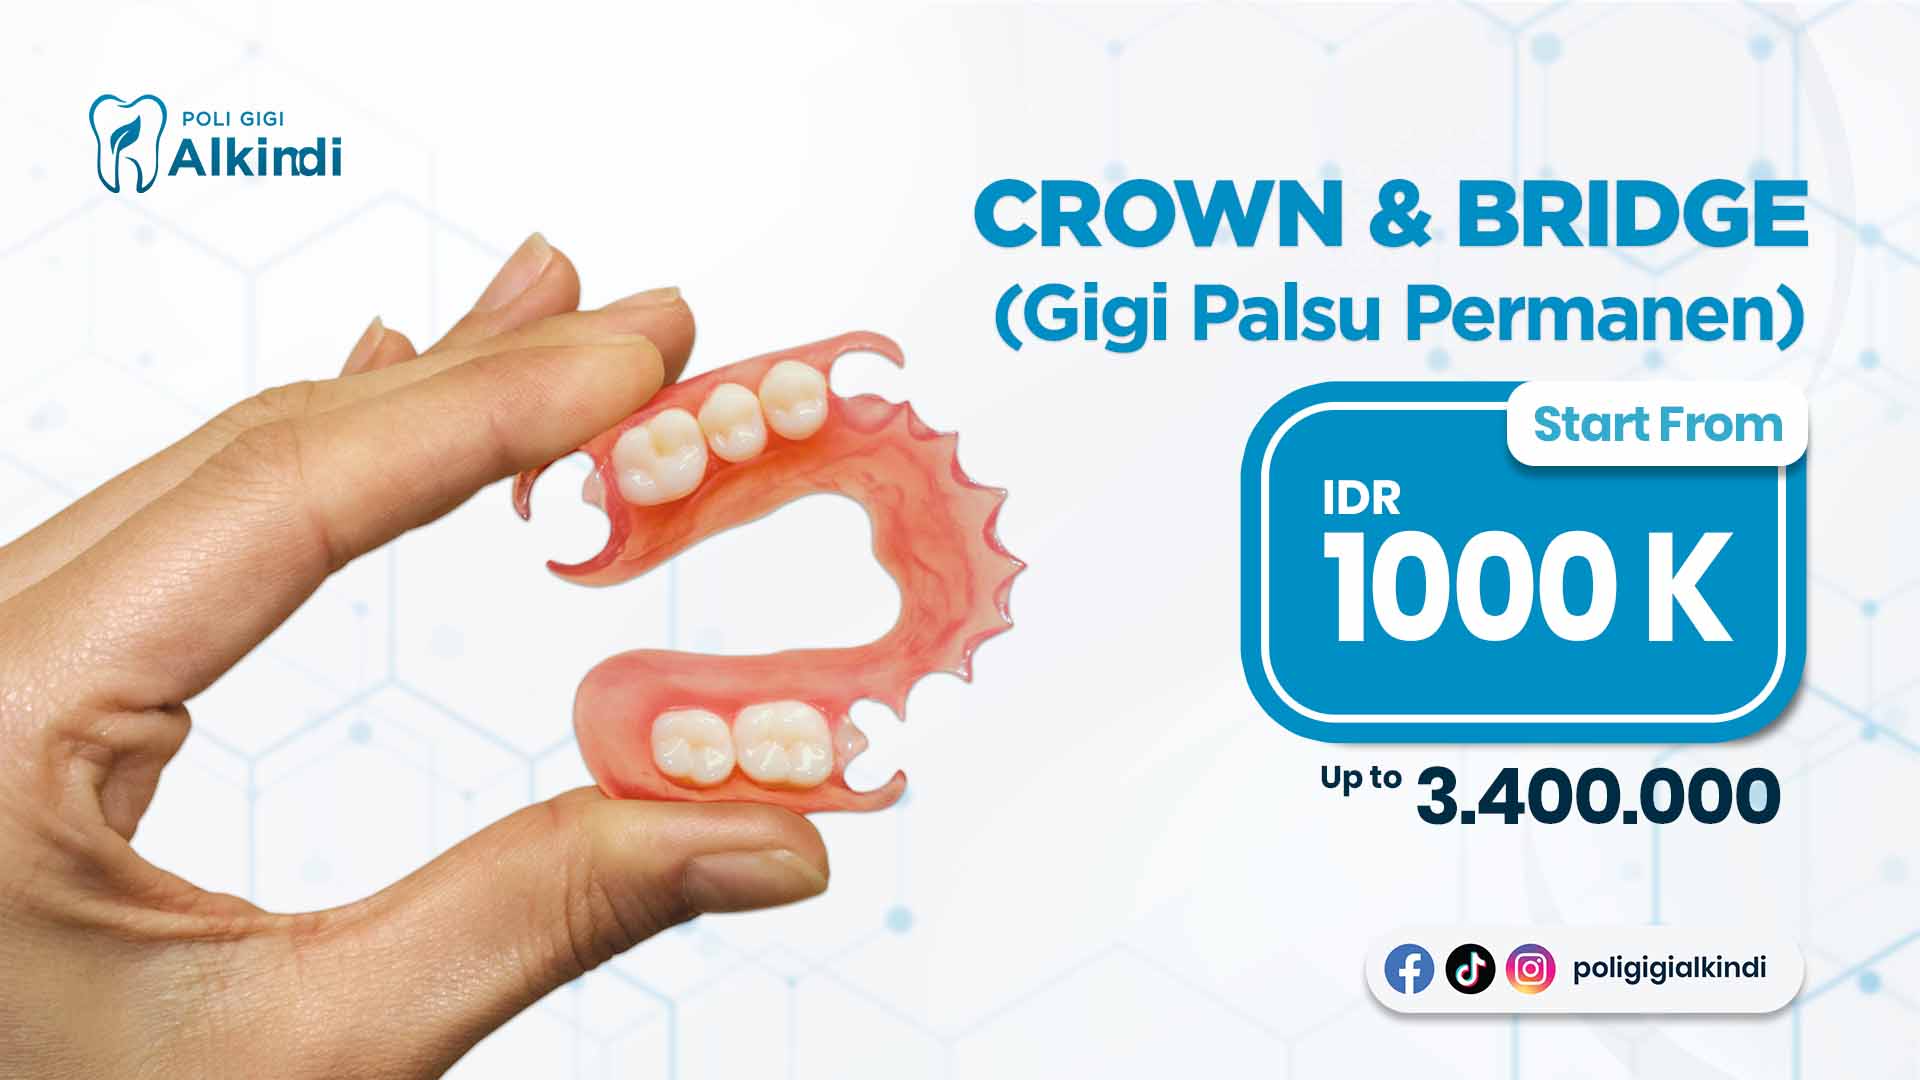 POLI GIGI
Alkindi
CROWN & BRIDGE
(Gigi Palsu Permanen)
Start From
IDR
1000 K
Up to 3.400.000
poligigialkindi